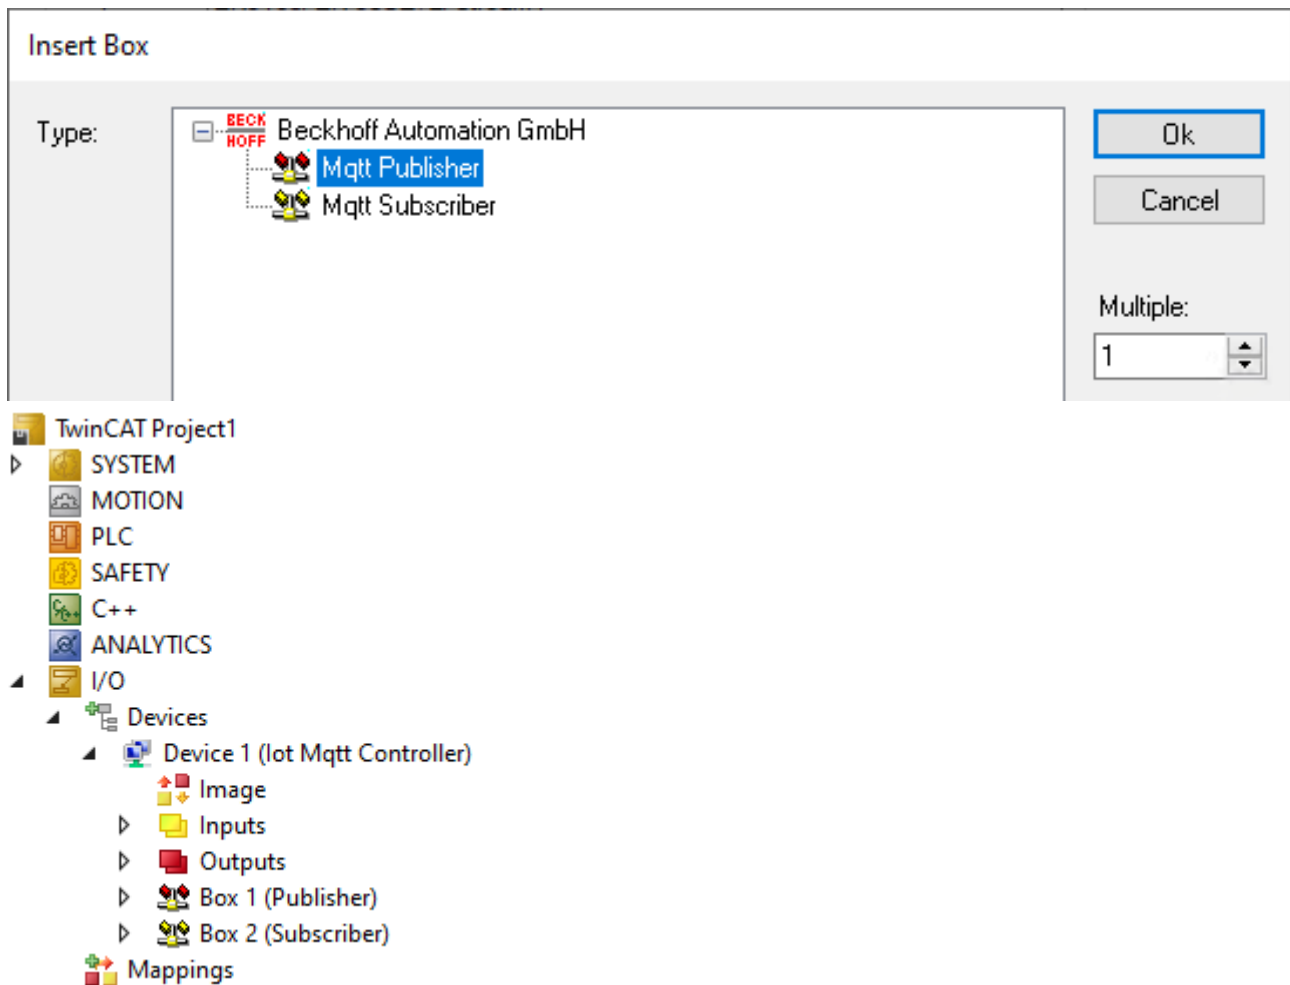 Insert Box
Type:
BECK
HOFF
Beckhoff Automation GmbH
Mqtt Publisher
Mqtt Subscriber
Ok
Cancel
Multiple:
1
TwinCAT Project1
SYSTEM
MOTION
PLC
SAFETY
C++
ANALYTICS
I/O
Devices
Device 1 (Iot Mqtt Controller)
Image
Inputs
Outputs
Box 1 (Publisher)
Box 2 (Subscriber)
Mappings